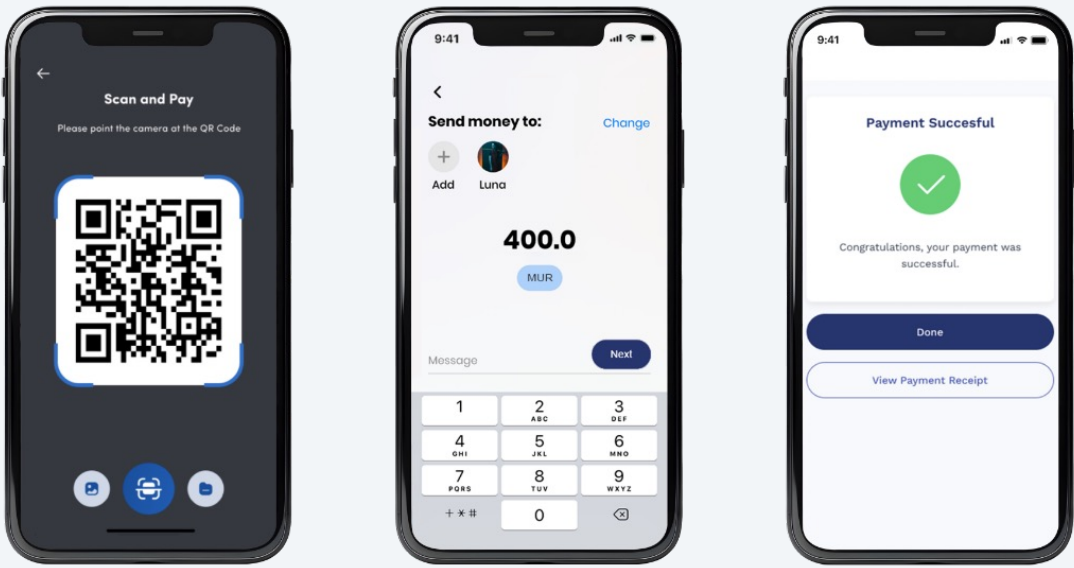 Scan and Pay
Please point the camera at the QR Code
9:41
Send money to:
Change
Add
Luna
400.0
MUR
Message
Next
1
2
ABC
3
DEF
4
GHI
5
JKL
6
MNO
7
PQRS
8
TUV
9
WXYZ
+*#
0
9:41
Payment Succesful
Congratulations, your payment was
successful.
Done
View Payment Receipt